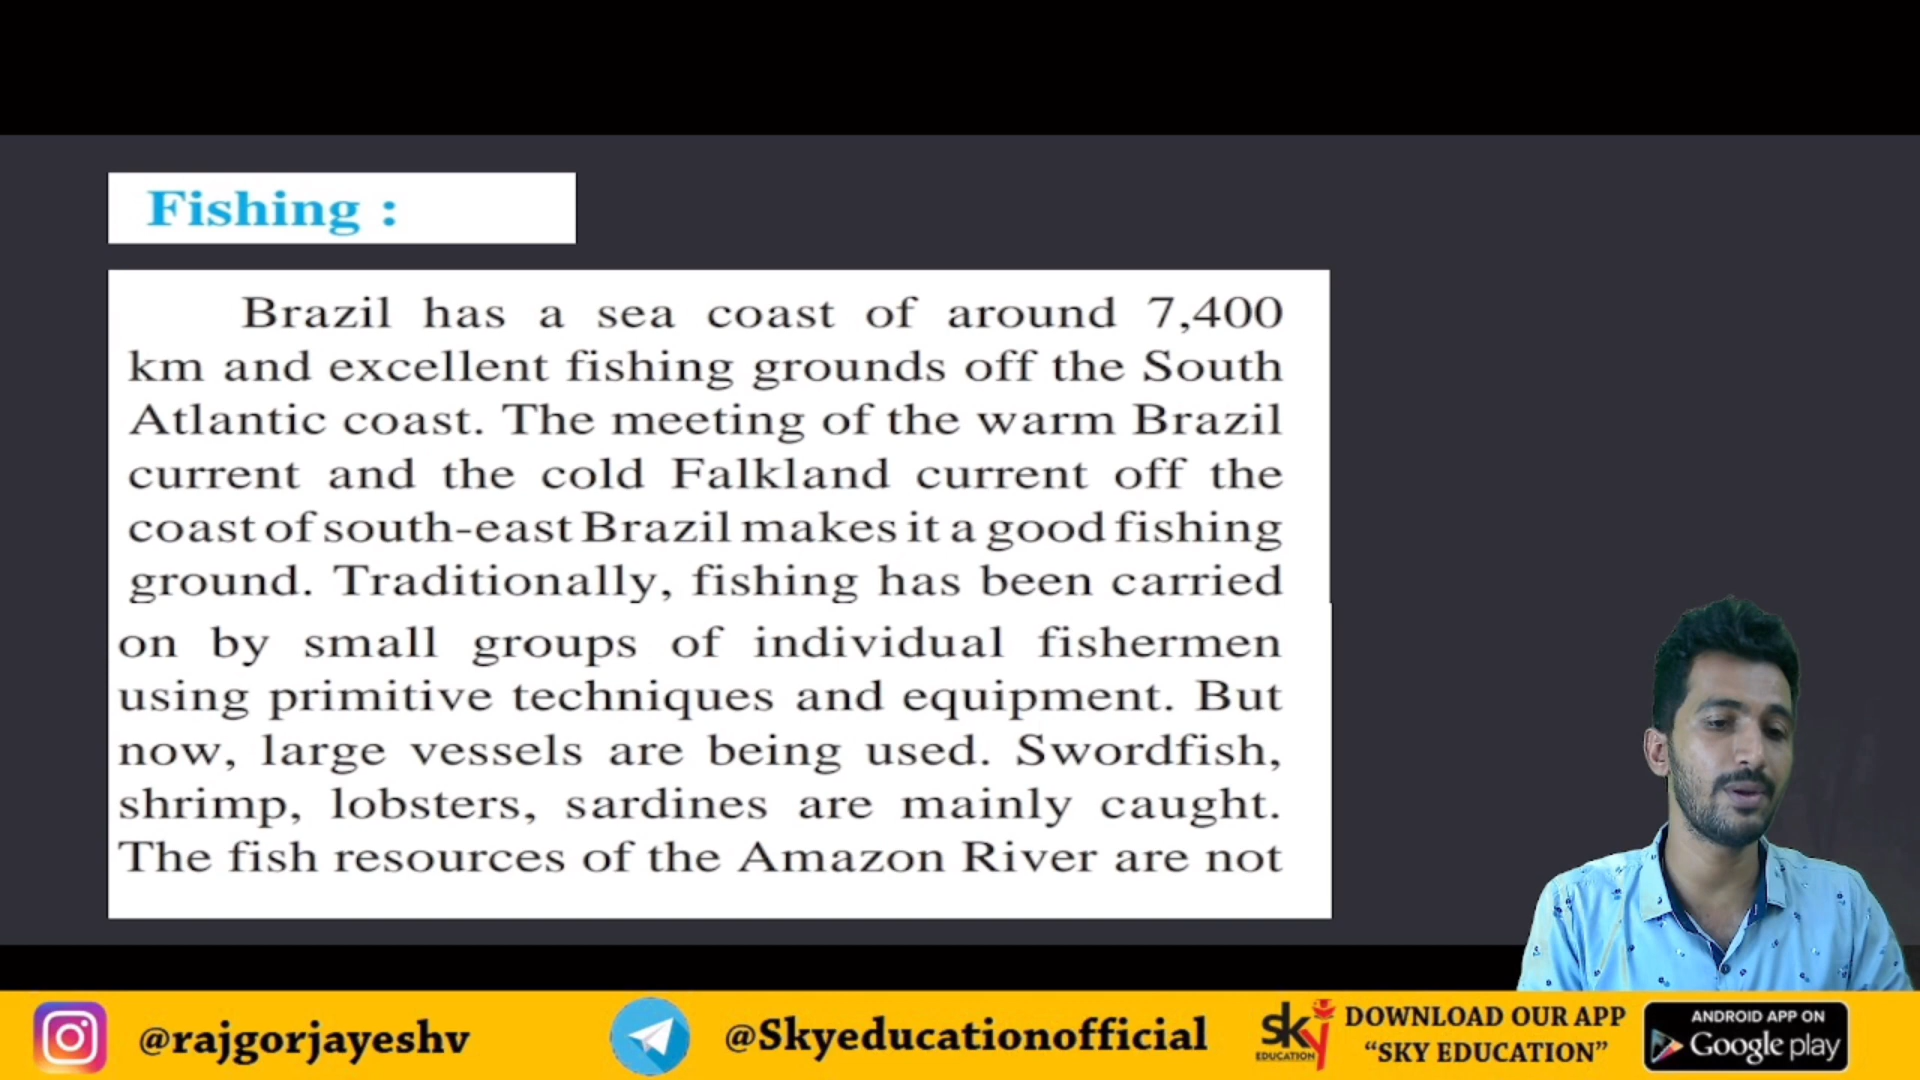 Fishing :
Brazil has a sea coast of around 7,400
km and excellent fishing grounds off the South
Atlantic coast. The meeting of the warm Brazil
current and the cold Falkland current off the
coast of south-east Brazil makes it a good fishing
ground. Traditionally, fishing has been carried
on by small groups of individual fishermen
using primitive techniques and equipment. But
now, large vessels are being used. Swordfish,
shrimp, lobsters, sardines are mainly caught.
The fish resources of the Amazon River are not
@rajgorjayeshv
@Skyeducationofficial
sky
EDUCATION
DOWNLOAD OUR APP
“SKY EDUCATION”
ANDROID APP ON
Google play